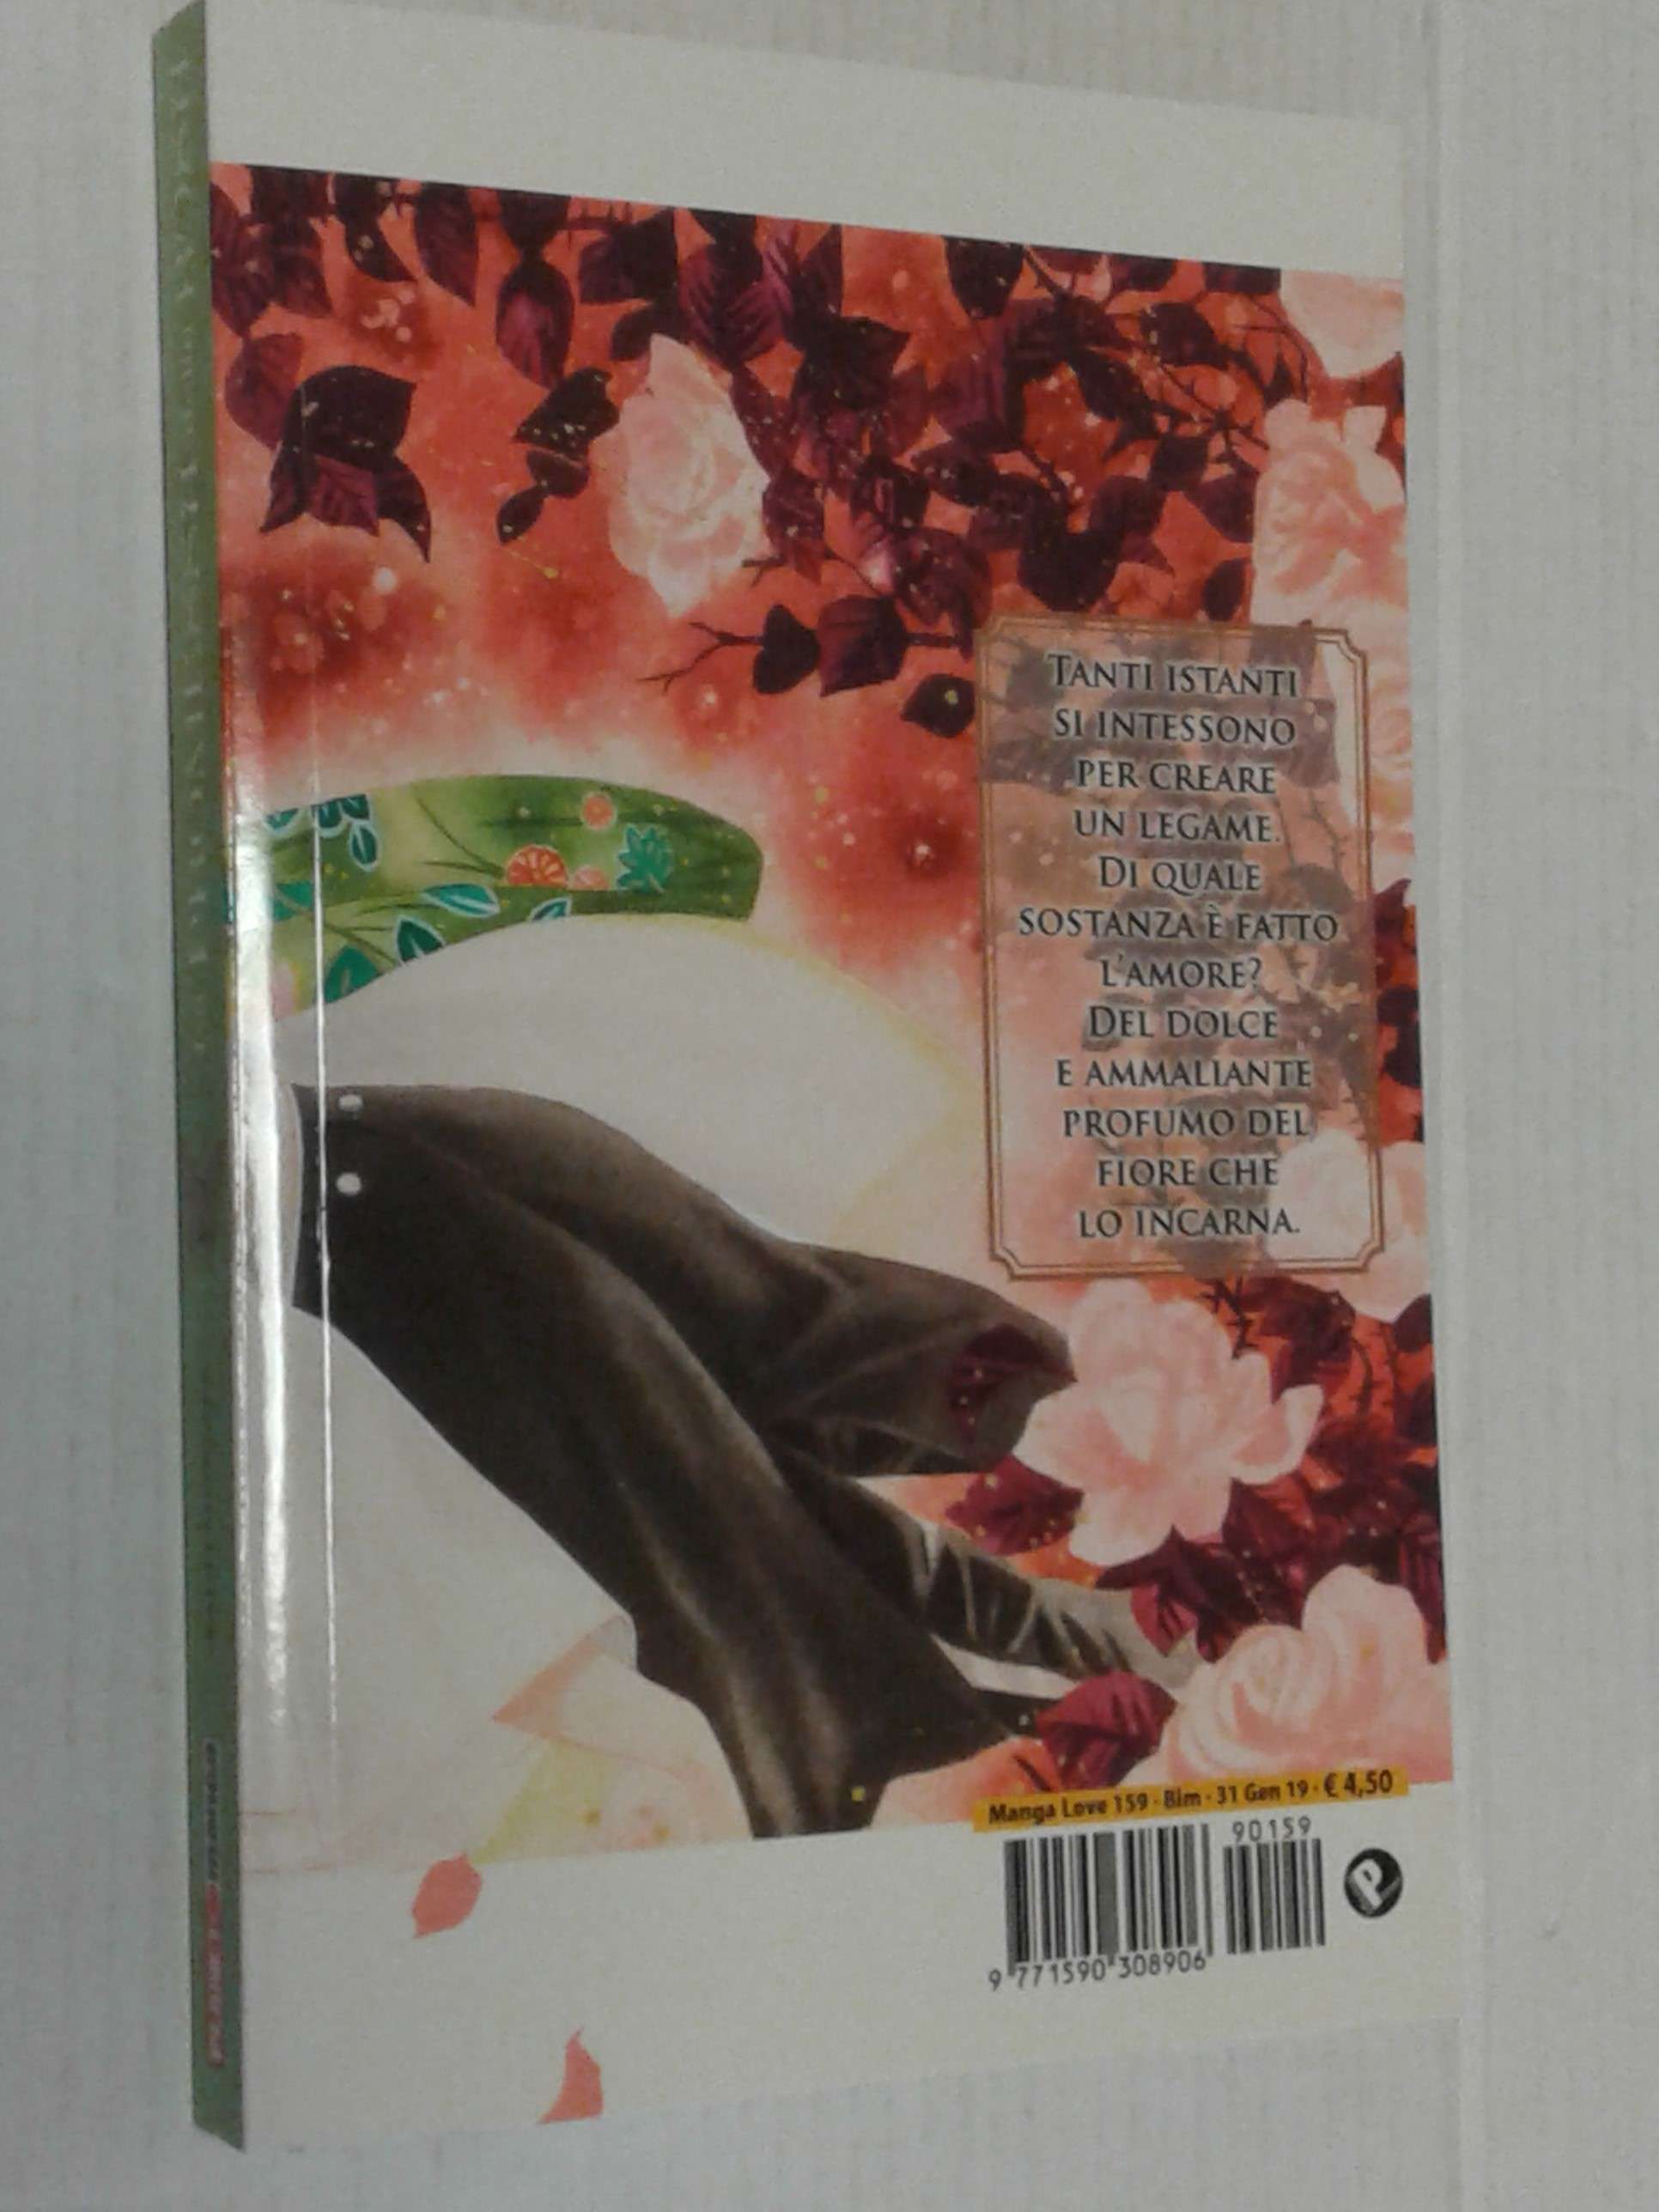 TANTI ISTANTI
SI INTESSONO
PER CREARE
UN LEGAME.
DI QUALE
SOSTANZA È FATTO
L'AMORE?
DEL DOLCE
E AMMALIANTE
PROFUMO DEL
FIORE CHE
LO INCARNA.
Manga Love 159 · Bim · 31 Gen 19 · € 4,50
90159
9 771590 308906
P